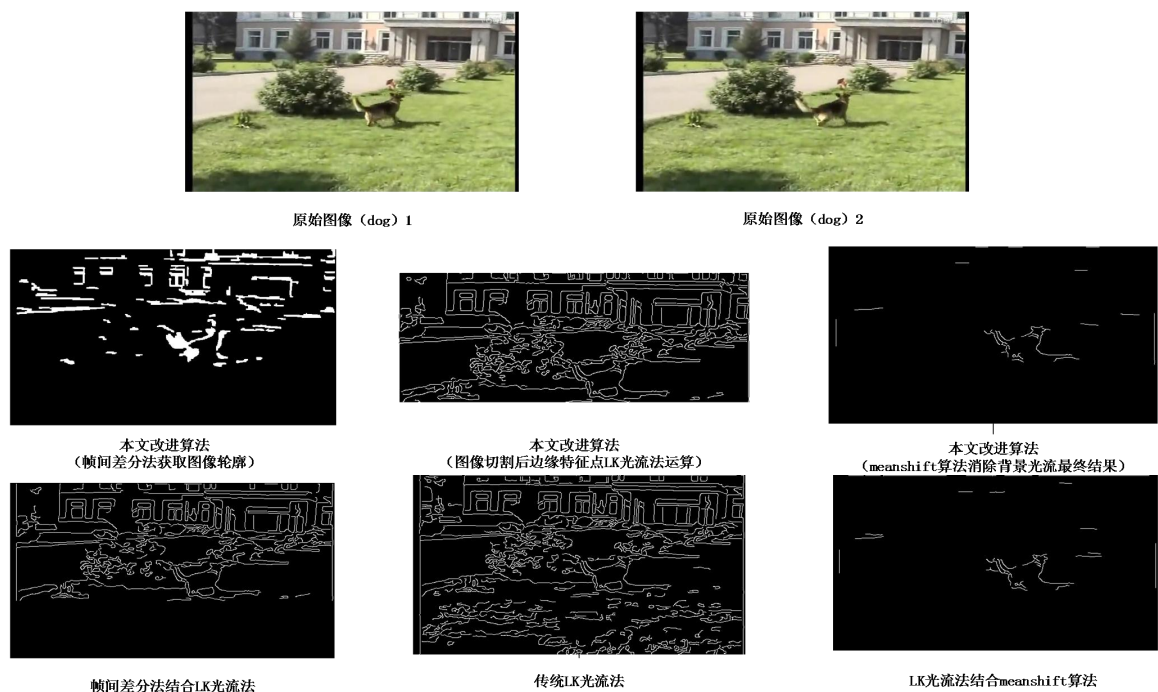 原始图像（dog）1
原始图像（dog）2
本文改进算法
（帧间差分法获取图像轮廓）
本文改进算法
（图像切割后边缘特征点LK光流法运算）
本文改进算法
（meanshift算法消除背景光流最终结果）
帧间差分法结合LK光流法
传统LK光流法
LK光流法结合meanshift算法